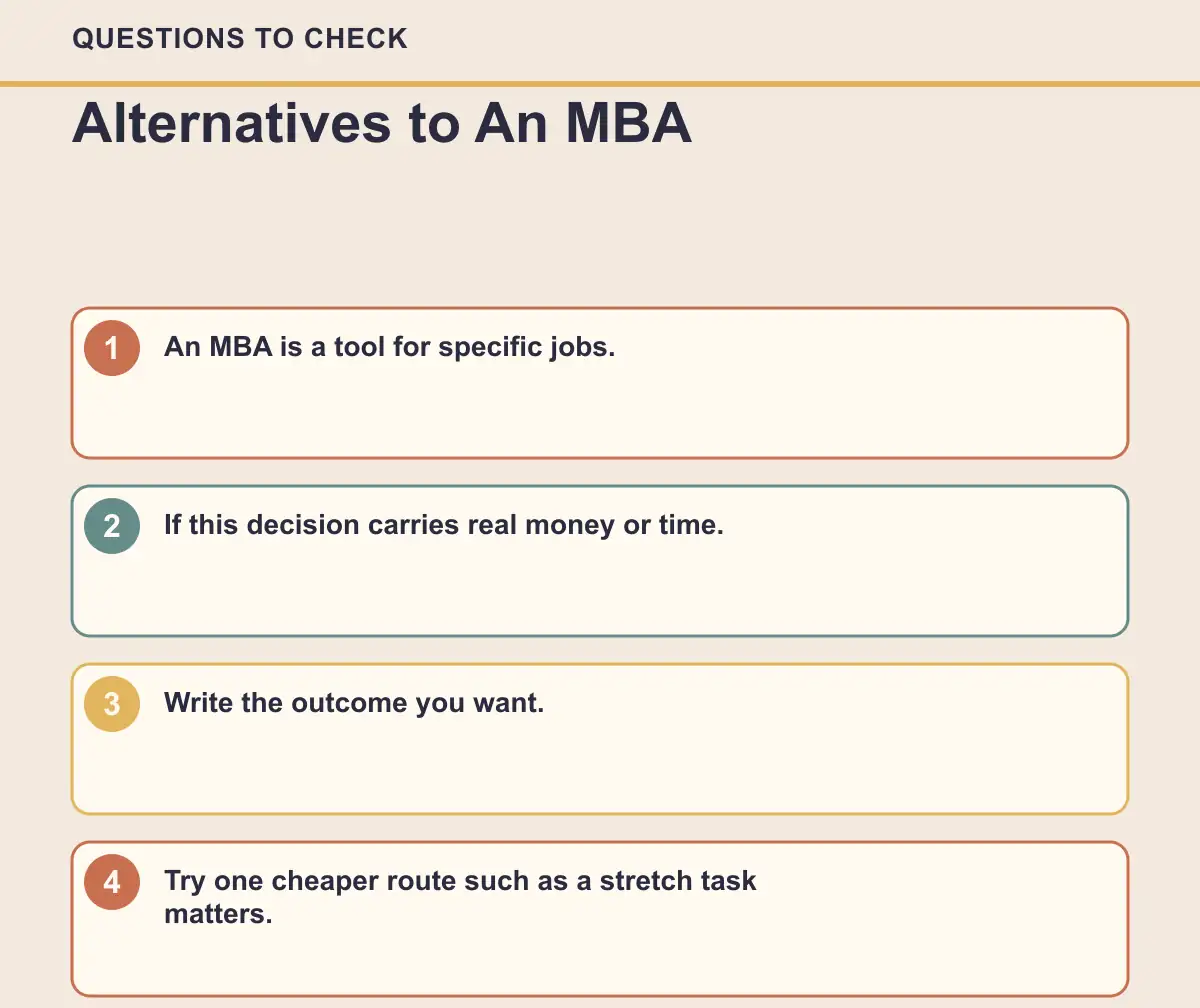 QUESTIONS TO CHECK
Alternatives to An MBA
1
An MBA is a tool for specific jobs.
2
If this decision carries real money or time.
3
Write the outcome you want.
4
Try one cheaper route such as a stretch task
matters.